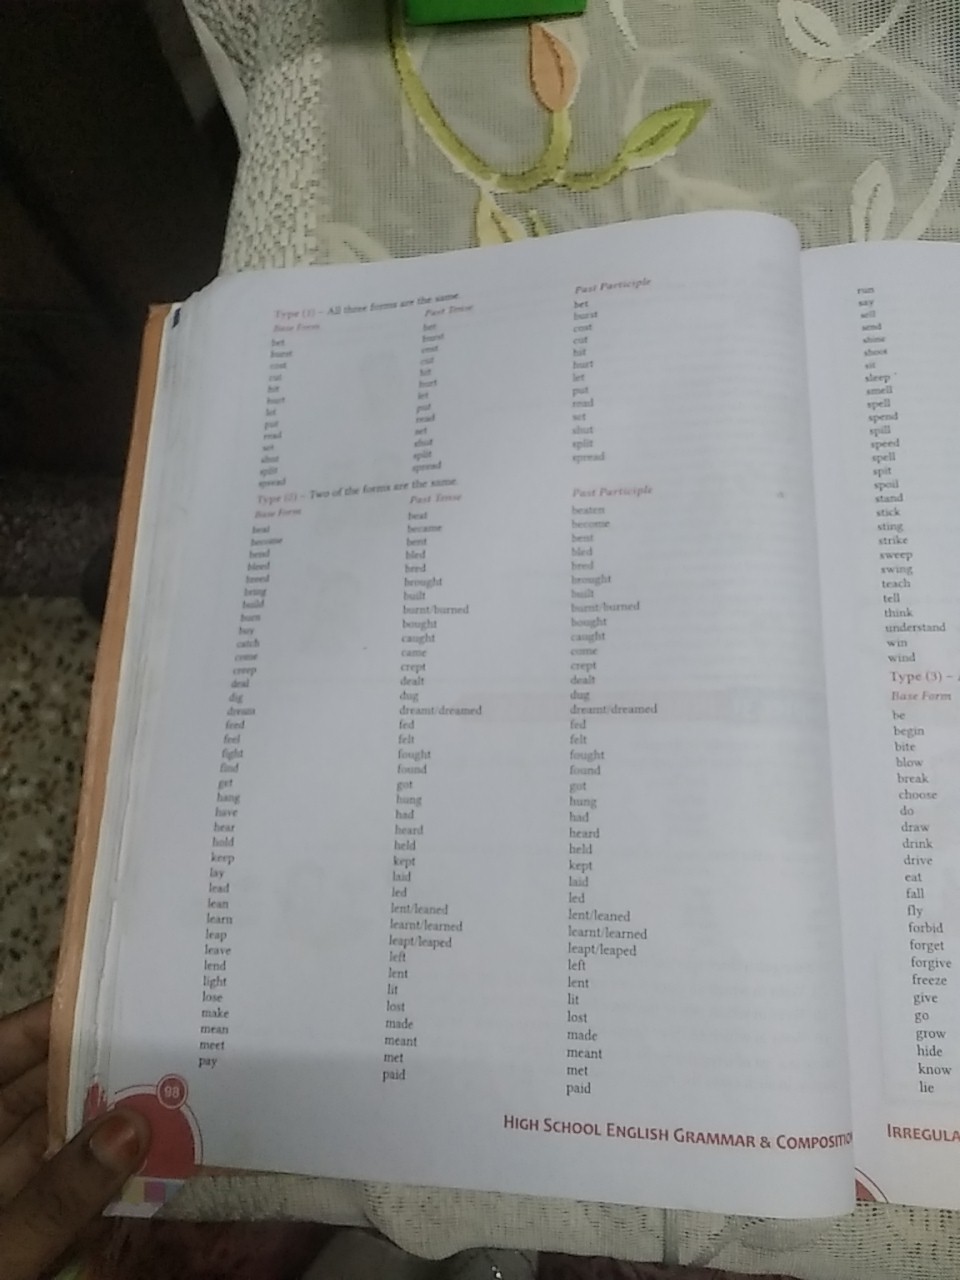 Type (1) – All three forms are the same.
Base Form Past Tense Past Participle
bet bet bet
burst burst burst
cost cost cost
cut cut cut
hit hit hit
hurt hurt hurt
let let let
put put put
read read read
set set set
shut shut shut
split split split
spread spread spread
Type (2) – Two of the forms are the same.
Base Form Past Tense Past Participle
beat beat beaten
become became become
bend bent bent
bleed bled bled
breed bred bred
bring brought brought
build built built
burn burnt/burned burnt/burned
buy bought bought
catch caught caught
come came come
creep crept crept
deal dealt dealt
dig dug dug
dream dreamt/dreamed dreamt/dreamed
feed fed fed
feel felt felt
fight fought fought
find found found
get got got
hang hung hung
have had had
hear heard heard
hold held held
keep kept kept
lay laid laid
lead led led
lean lent/leaned lent/leaned
learn learnt/learned learnt/learned
leap leapt/leaped leapt/leaped
leave left left
lend lent lent
light lit lit
lose lost lost
make made made
mean meant meant
meet met met
pay paid paid
98
HIGH SCHOOL ENGLISH GRAMMAR & COMPOSITIO
run
say
sell
send
shine
shoot
sit
sleep
smell
spell
spend
spill
speed
spell
spit
spoil
stand
stick
sting
strike
sweep
swing
teach
tell
think
understand
win
wind
Type (3) –
Base Form
be
begin
bite
blow
break
choose
do
draw
drink
drive
eat
fall
fly
forbid
forget
forgive
freeze
give
go
grow
hide
know
lie
IRREGULA